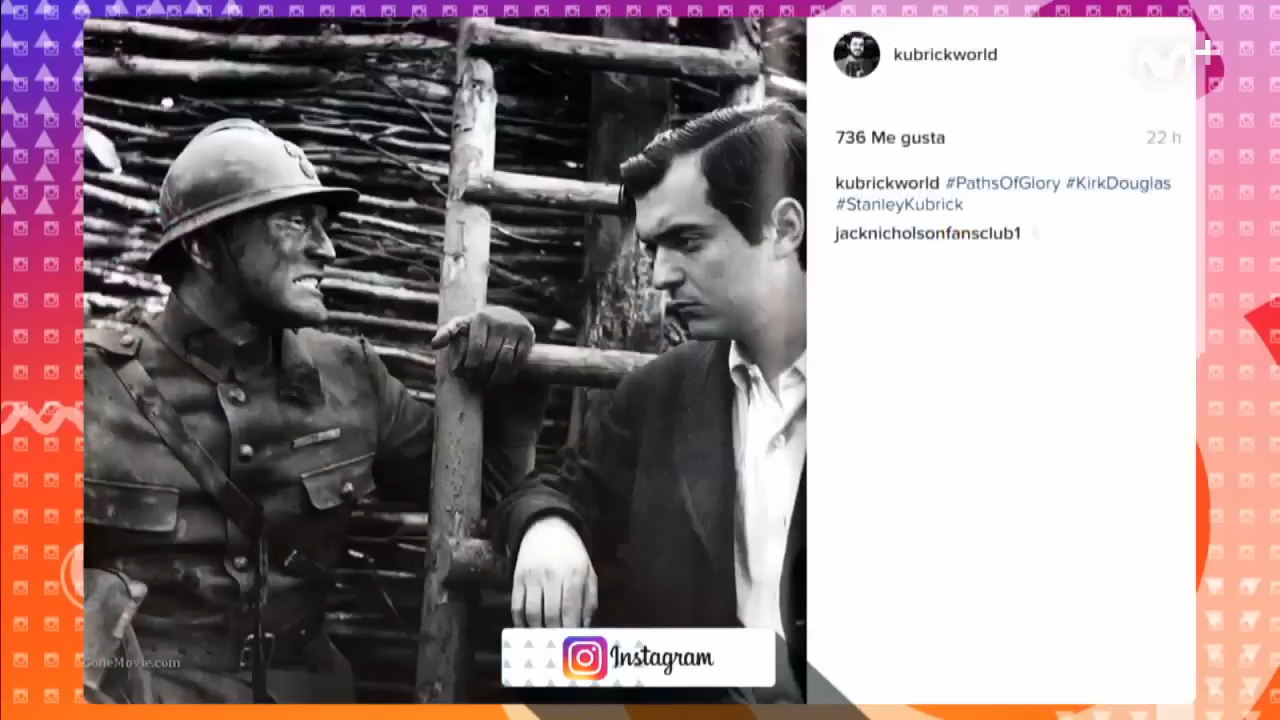 kubrickworld
M+
736 Me gusta
22 h
kubrickworld #PathsOfGlory #KirkDouglas
#StanleyKubrick
jacknicholsonfansclub1
Instagram
GoneMovie.com